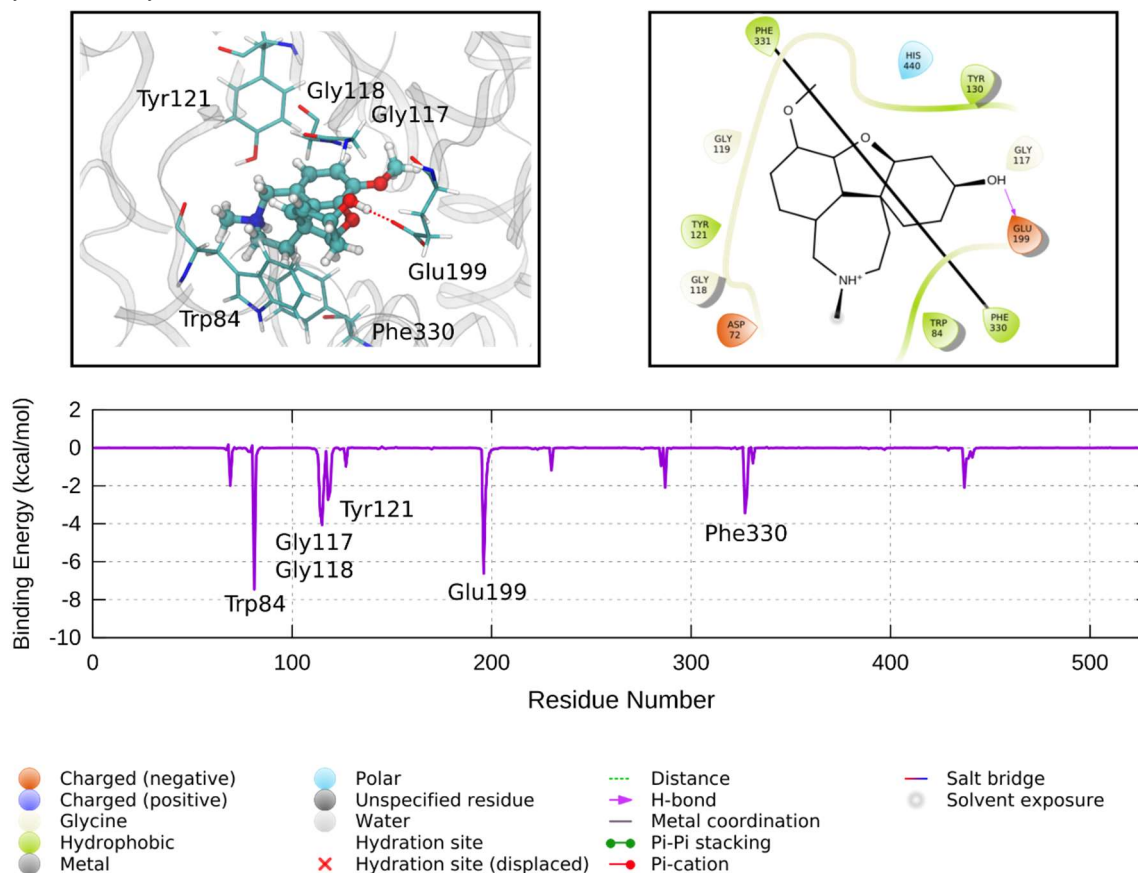 Tyr121
Gly118
Gly117
Glu199
Trp84
Phe330
PHE
331
HIS
440
TYR
130
O
O
GLY
119
GLY
117
OH
TYR
121
GLU
199
GLY
118
NH+
ASP
72
TRP
84
PHE
330
Binding Energy (kcal/mol)
2
0
-2
-4
-6
-8
-10
Tyr121
Gly117
Gly118
Trp84
Glu199
Phe330
0 100 200 300 400 500
Residue Number
Charged (negative) Polar Distance Salt bridge
Charged (positive) Unspecified residue H-bond Solvent exposure
Glycine Water Metal coordination
Hydrophobic Hydration site Pi-Pi stacking
Metal Hydration site (displaced) Pi-cation